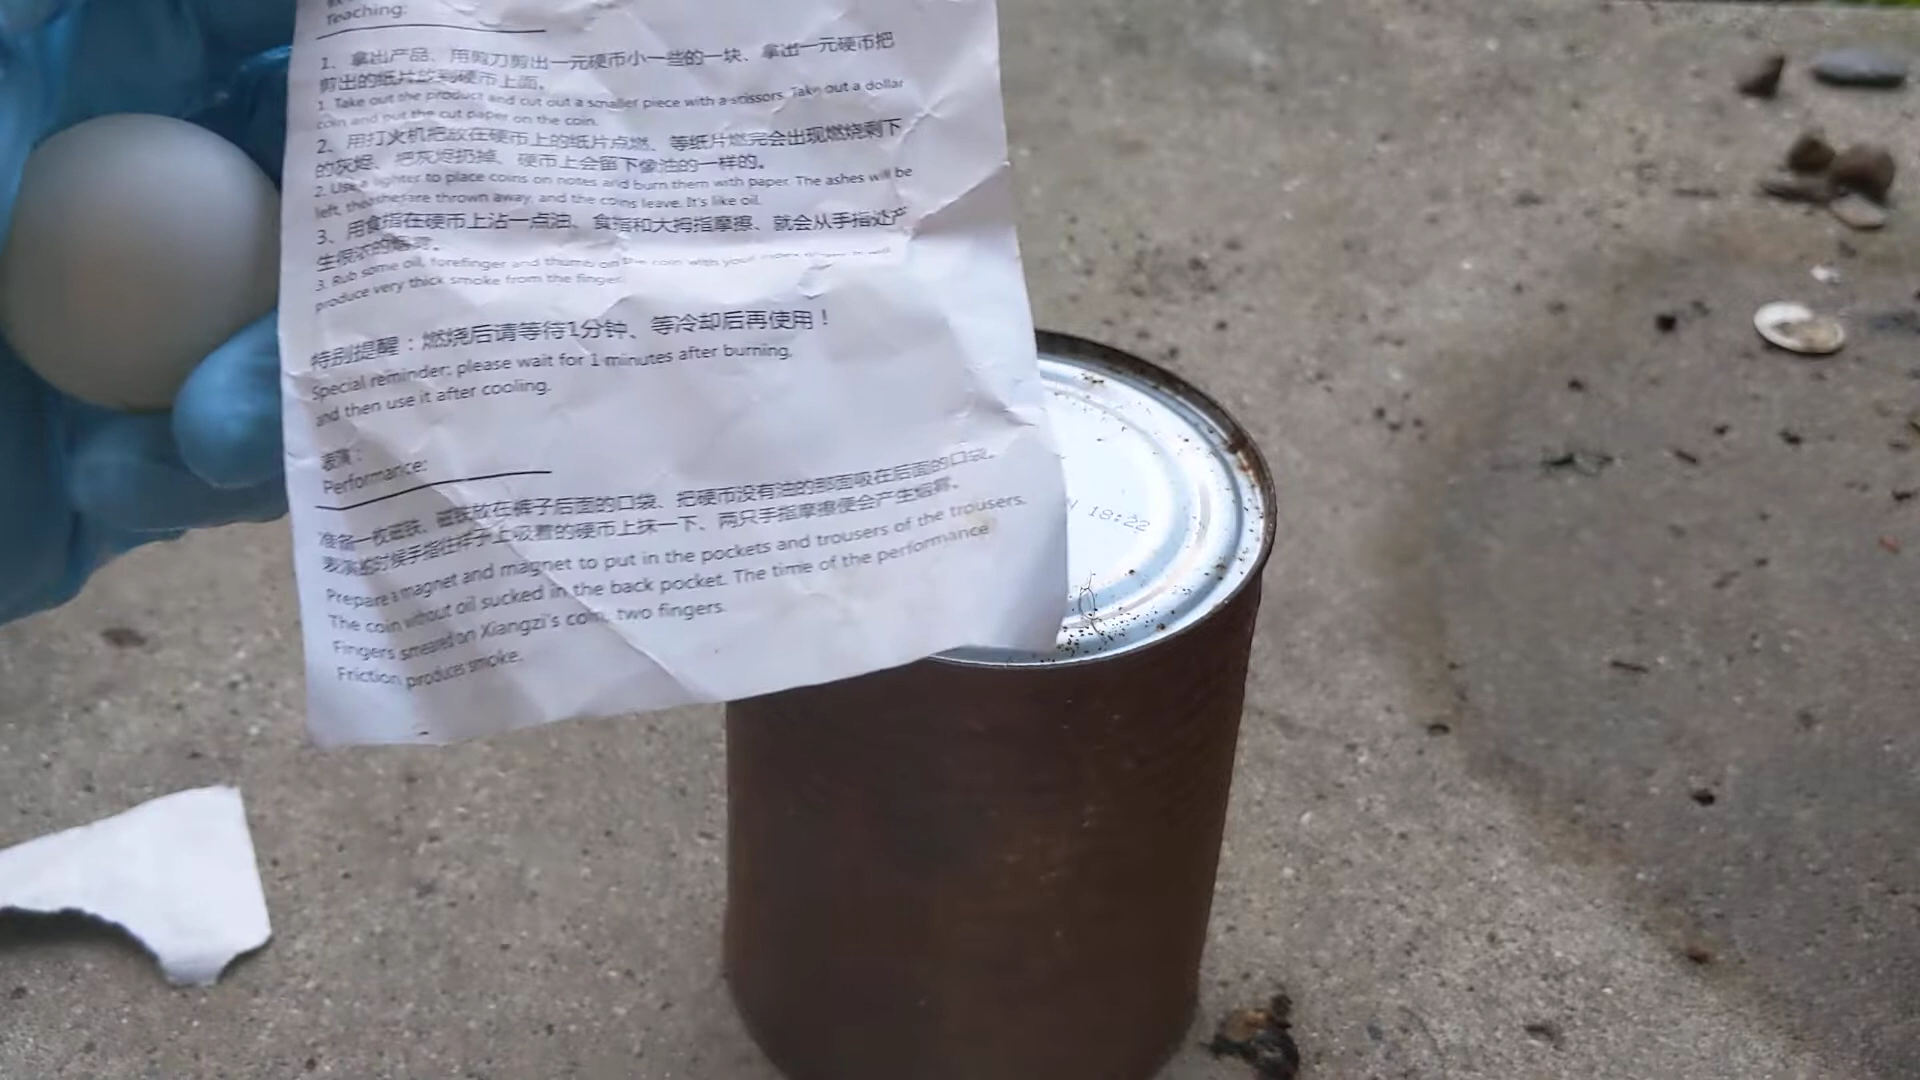 Teaching:
1、拿出产品、用剪刀剪出一元硬币小一些的一块、拿出一元硬币把
剪出的纸片放到硬币上面。
1. Take out the product and cut out a smaller piece with a scissors. Take out a dollar
coin and put the cut paper on the coin.
2、用打火机把放在硬币上的纸片点燃、等纸片燃完会出现燃烧剩下
的灰烬、把灰烬扔掉、硬币上会留下像油的一样的。
2. Use a lighter to place coins on notes and burn them with paper. The ashes will be
left, the ashes are thrown away, and the coins leave. It's like oil.
3、用食指在硬币上沾一点油、食指和大拇指摩擦、就会从手指处产
生很浓的
3. Rub some oil, forefinger and thumb on the coin with your index
produce very thick smoke from the finger.
特别提醒：燃烧后请等待1分钟、等冷却后再使用！
Special reminder: please wait for 1 minutes after burning,
and then use it after cooling.
表演：
Performance:
准备一枚磁铁、磁铁放在裤子后面的口袋、把硬币没有油的那面吸在后面的口袋。
表演的时候手指往裤子上吸着的硬币上抹一下、两只手指摩擦便会产生烟雾。
Prepare a magnet and magnet to put in the pockets and trousers of the trousers.
The coin without oil sucked in the back pocket. The time of the performance
Fingers smeared on Xiangzi's coin, two fingers.
Friction produces smoke.
18:22